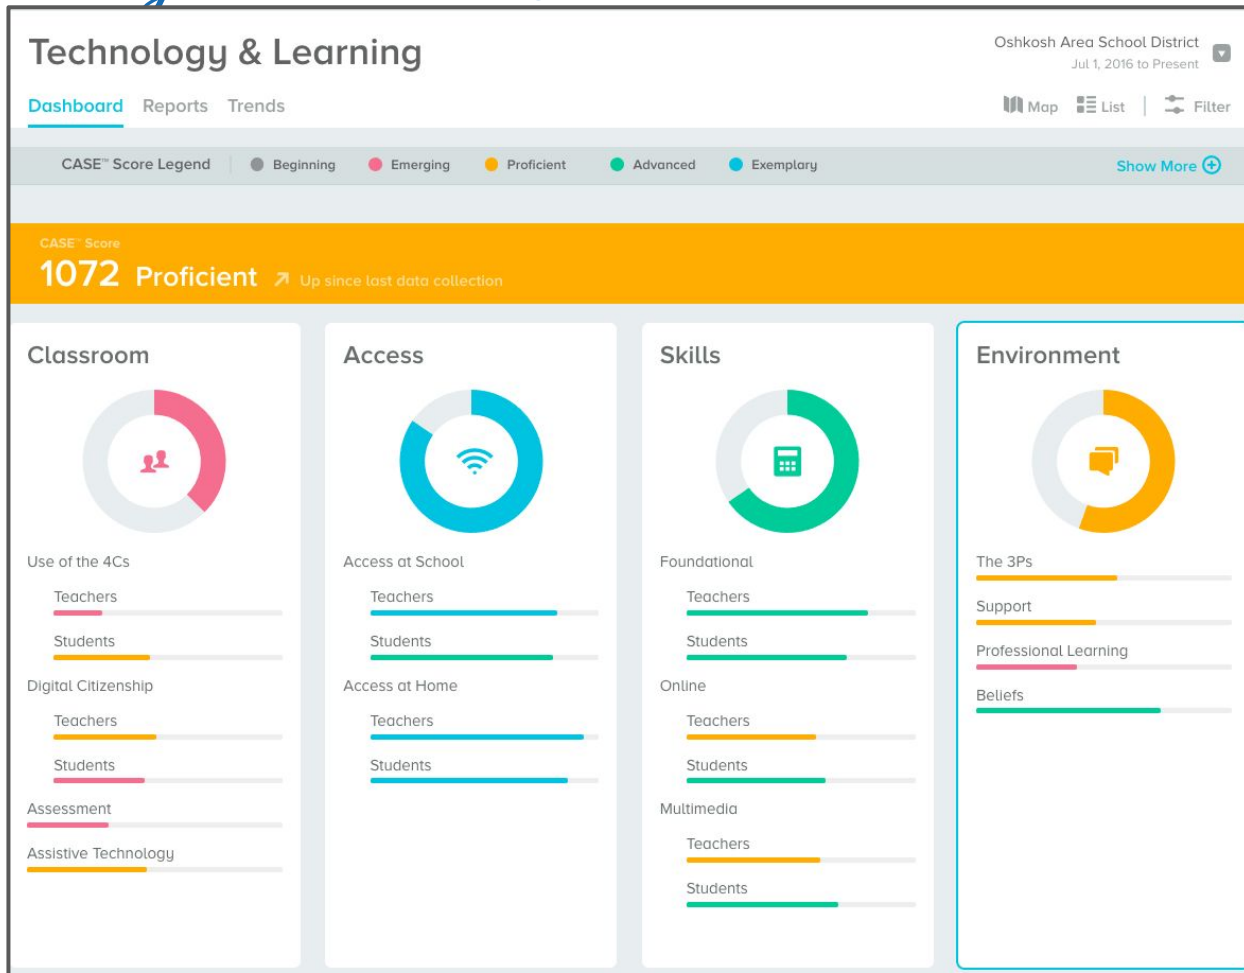 Technology & Learning
Oshkosh Area School District
Jul 1, 2016 to Present
Dashboard Reports Trends
Map List Filter
CASE™ Score Legend Beginning Emerging Proficient Advanced Exemplary
Show More
CASE™ Score
1072 Proficient Up since last data collection
Classroom
Use of the 4Cs
Teachers
Students
Digital Citizenship
Teachers
Students
Assessment
Assistive Technology
Access
Access at School
Teachers
Students
Access at Home
Teachers
Students
Skills
Foundational
Teachers
Students
Online
Teachers
Students
Multimedia
Teachers
Students
Environment
The 3Ps
Support
Professional Learning
Beliefs